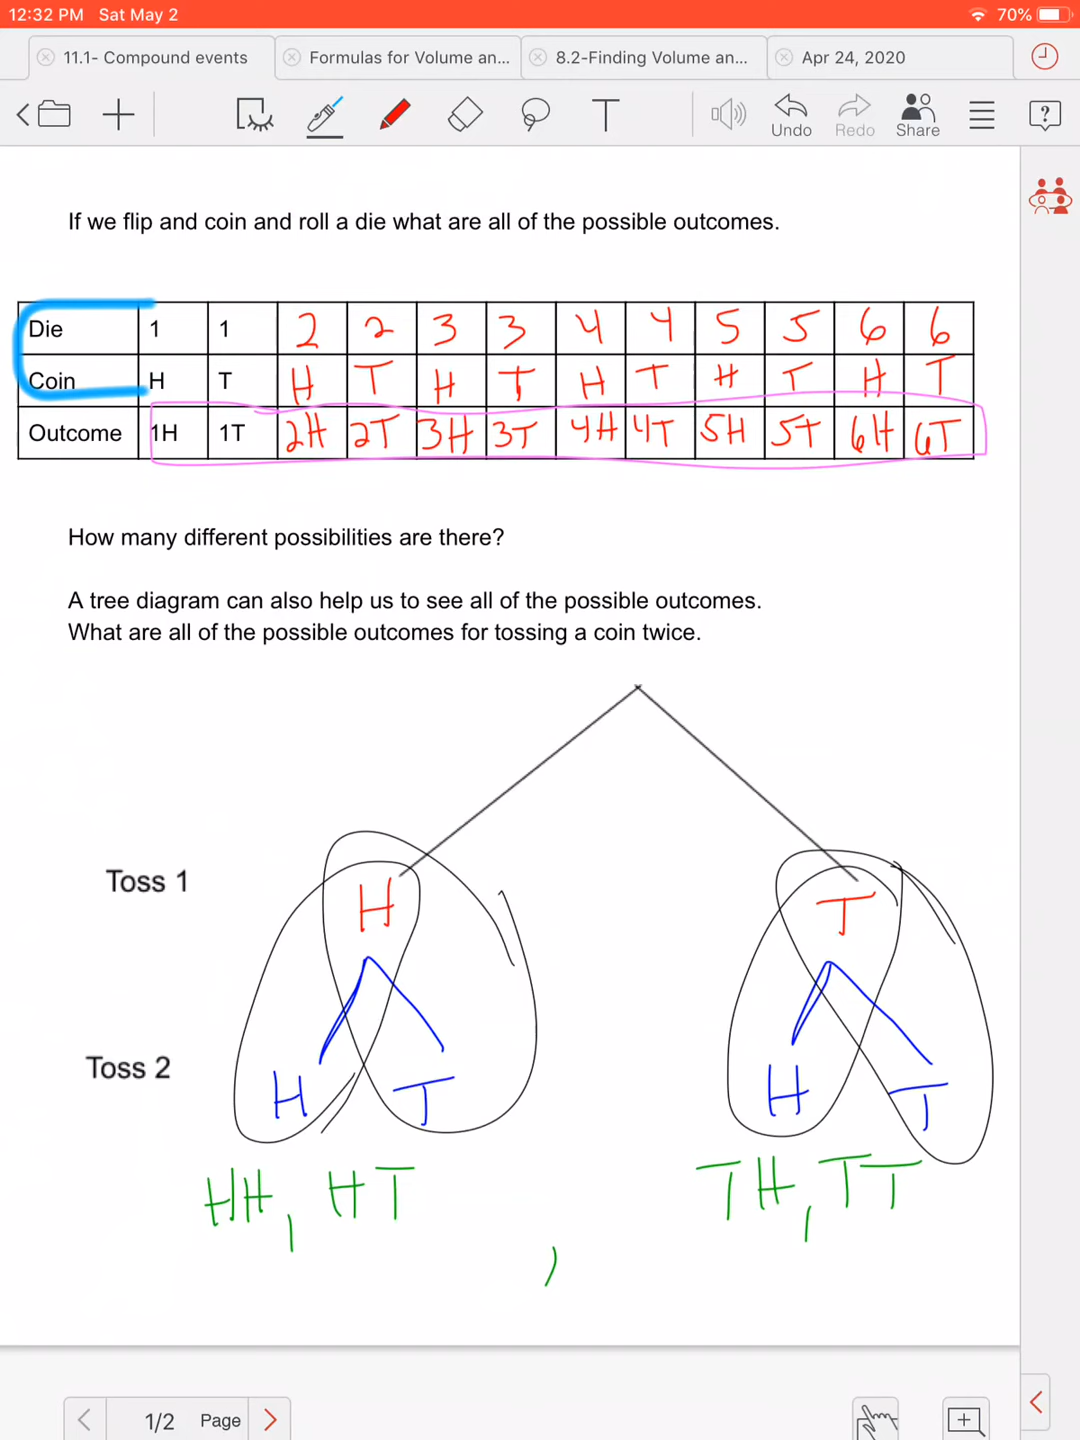 12:32 PM Sat May 2 70%
11.1- Compound events Formulas for Volume an... 8.2-Finding Volume an... Apr 24, 2020
T Undo Redo Share ?
If we flip and coin and roll a die what are all of the possible outcomes.
Die 1 1 2 2 3 3 4 4 5 5 6 6
Coin H T H T H T H T H T H T
Outcome 1H 1T 2H 2T 3H 3T 4H 4T 5H 5T 6H 6T
How many different possibilities are there?
A tree diagram can also help us to see all of the possible outcomes.
What are all of the possible outcomes for tossing a coin twice.
Toss 1 H T
Toss 2 H T H T
HH, HT TH, TT
,
1/2 Page